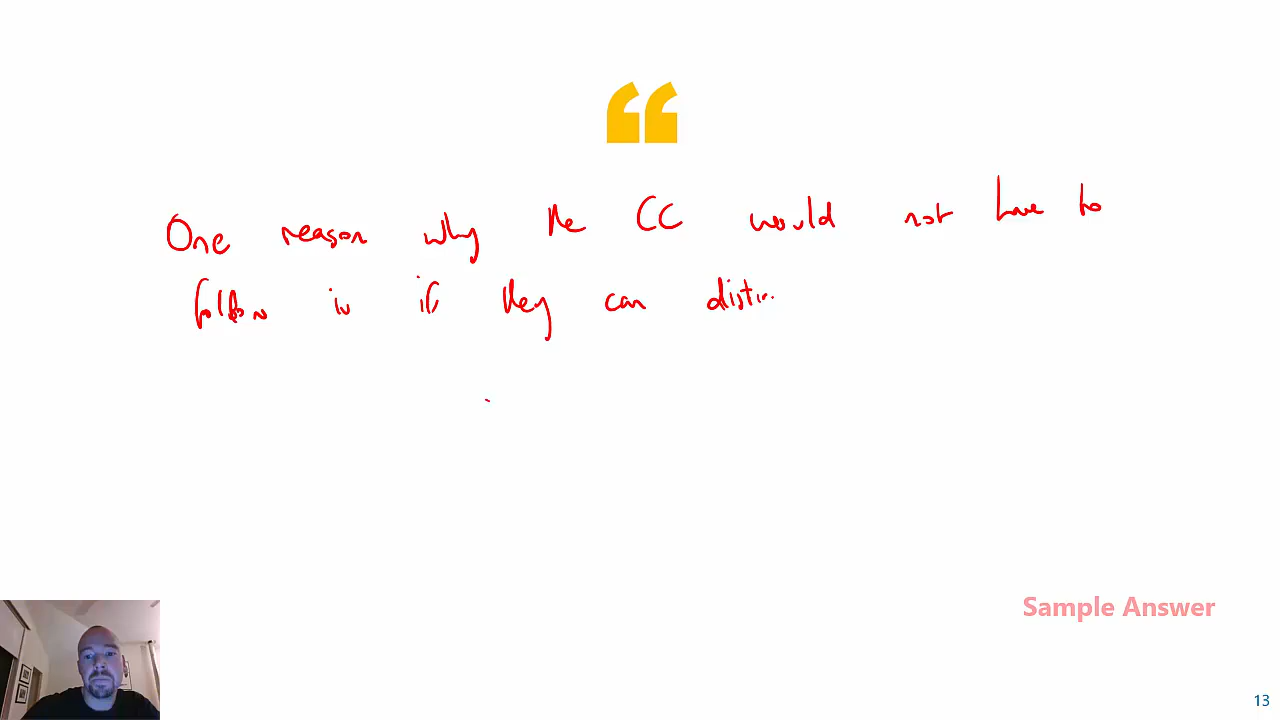 “
One reason why the CC would not have to
follow is if they can distin
Sample Answer
13